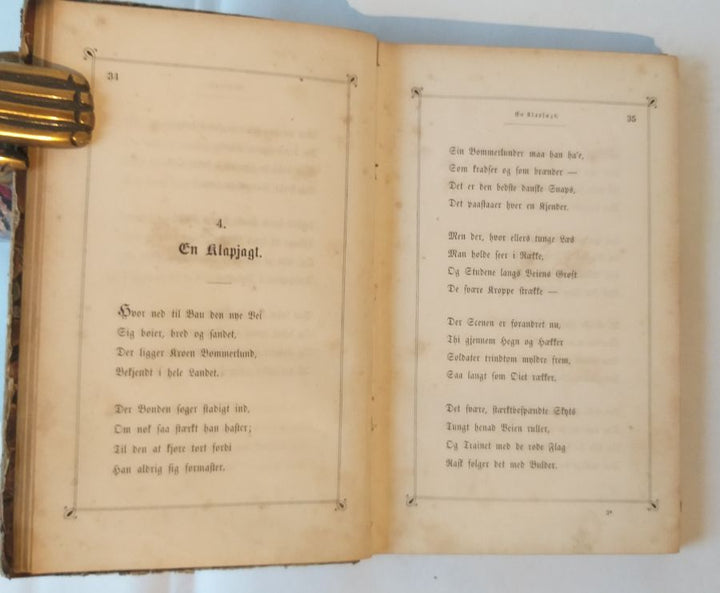 34
4.
En Klapjagt.
Hvor ned til Bau den nye Vei
Sig bøier, bred og sandet,
Der ligger Kroen Bommerlund,
Bekjendt i hele Landet.
Der Bonden søger stadigt ind,
Om nok saa stærkt han haster;
Til den at kjøre tørt fordi
Han aldrig sig formaster.
En Klapjagt.
35
Sin Bommerlunder maa han ha'e,
Som kradser og som brænder —
Det er den bedste danske Snaps,
Det paastaaer hver en Kjender.
Men der, hvor ellers tunge Læs
Man holde seer i Række,
Og Studene langs Veiens Grøft
De svære Kroppe strække —
Der Scenen er forandret nu,
Thi gjennem Hegn og Hækker
Soldater trindtom myldre frem,
Saa langt som Øiet rækker.
Det svære, stærktbespændte Skyts
Tungt henad Veien ruller,
Og Trainet med de røde Flag
Rask følger det med Bulder.
3*